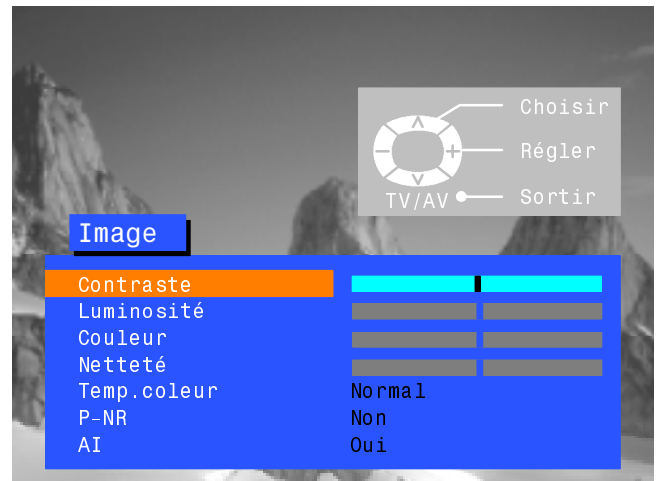 Choisir
Régler
TV/AV Sortir
Image
Contraste
Luminosité
Couleur
Netteté
Temp.coleur Normal
P-NR Non
AI Oui